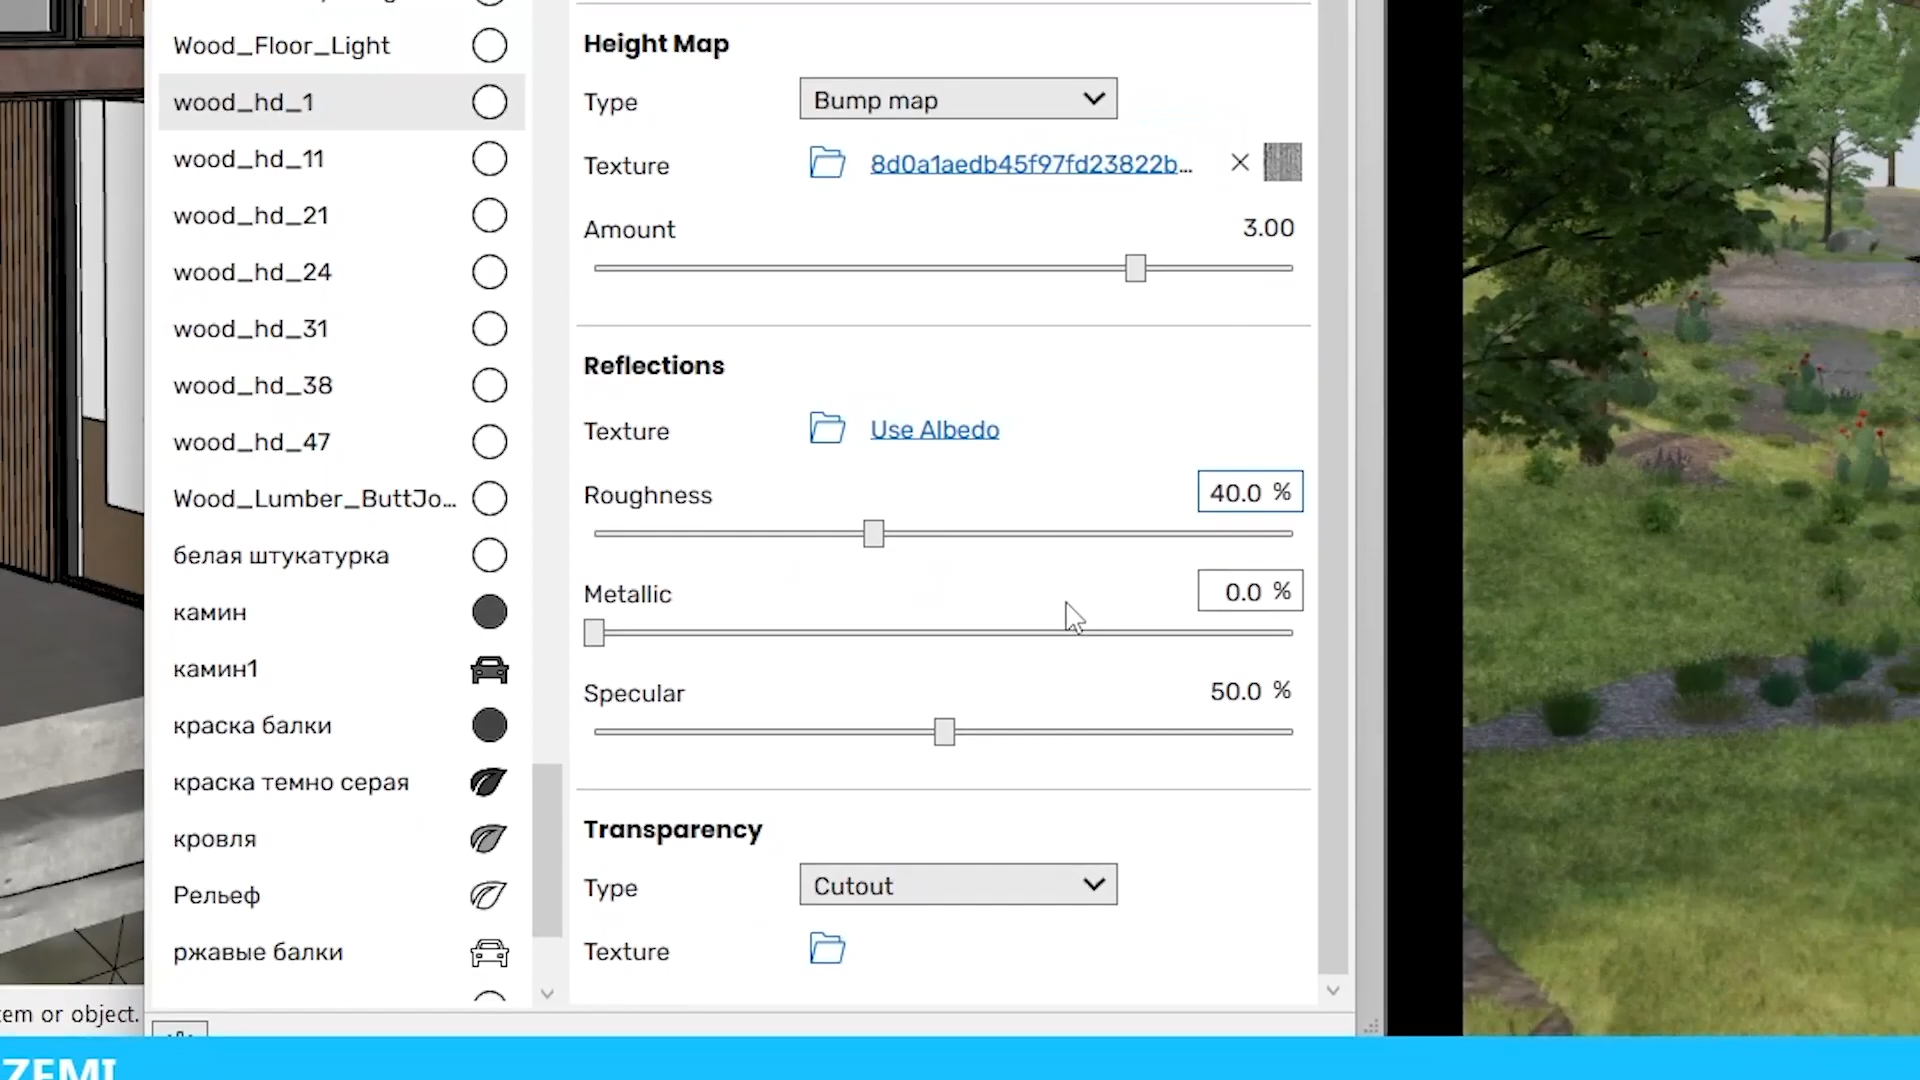 Wood_Floor_Light
wood_hd_1
wood_hd_11
wood_hd_21
wood_hd_24
wood_hd_31
wood_hd_38
wood_hd_47
Wood_Lumber_ButtJo...
белая штукатурка
камин
камин1
краска балки
краска темно серая
кровля
Рельеф
ржавые балки
Height Map
Type Bump map
Texture 8d0a1aedb45f97fd23822b...
Amount 3.00
Reflections
Texture Use Albedo
Roughness 40.0 %
Metallic 0.0 %
Specular 50.0 %
Transparency
Type Cutout
Texture
tem or object.
ZEMI